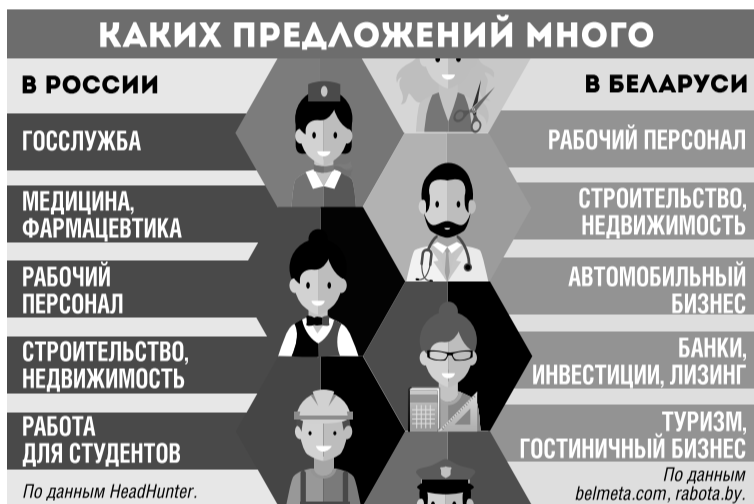 КАКИХ ПРЕДЛОЖЕНИЙ МНОГО
В РОССИИ
ГОССЛУЖБА
МЕДИЦИНА,
ФАРМАЦЕВТИКА
РАБОЧИЙ
ПЕРСОНАЛ
СТРОИТЕЛЬСТВО,
НЕДВИЖИМОСТЬ
РАБОТА
ДЛЯ СТУДЕНТОВ
По данным HeadHunter.
В БЕЛАРУСИ
РАБОЧИЙ ПЕРСОНАЛ
СТРОИТЕЛЬСТВО,
НЕДВИЖИМОСТЬ
АВТОМОБИЛЬНЫЙ
БИЗНЕС
БАНКИ,
ИНВЕСТИЦИИ, ЛИЗИНГ
ТУРИЗМ,
ГОСТИНИЧНЫЙ БИЗНЕС
По данным
belmeta.com, rabota.by.